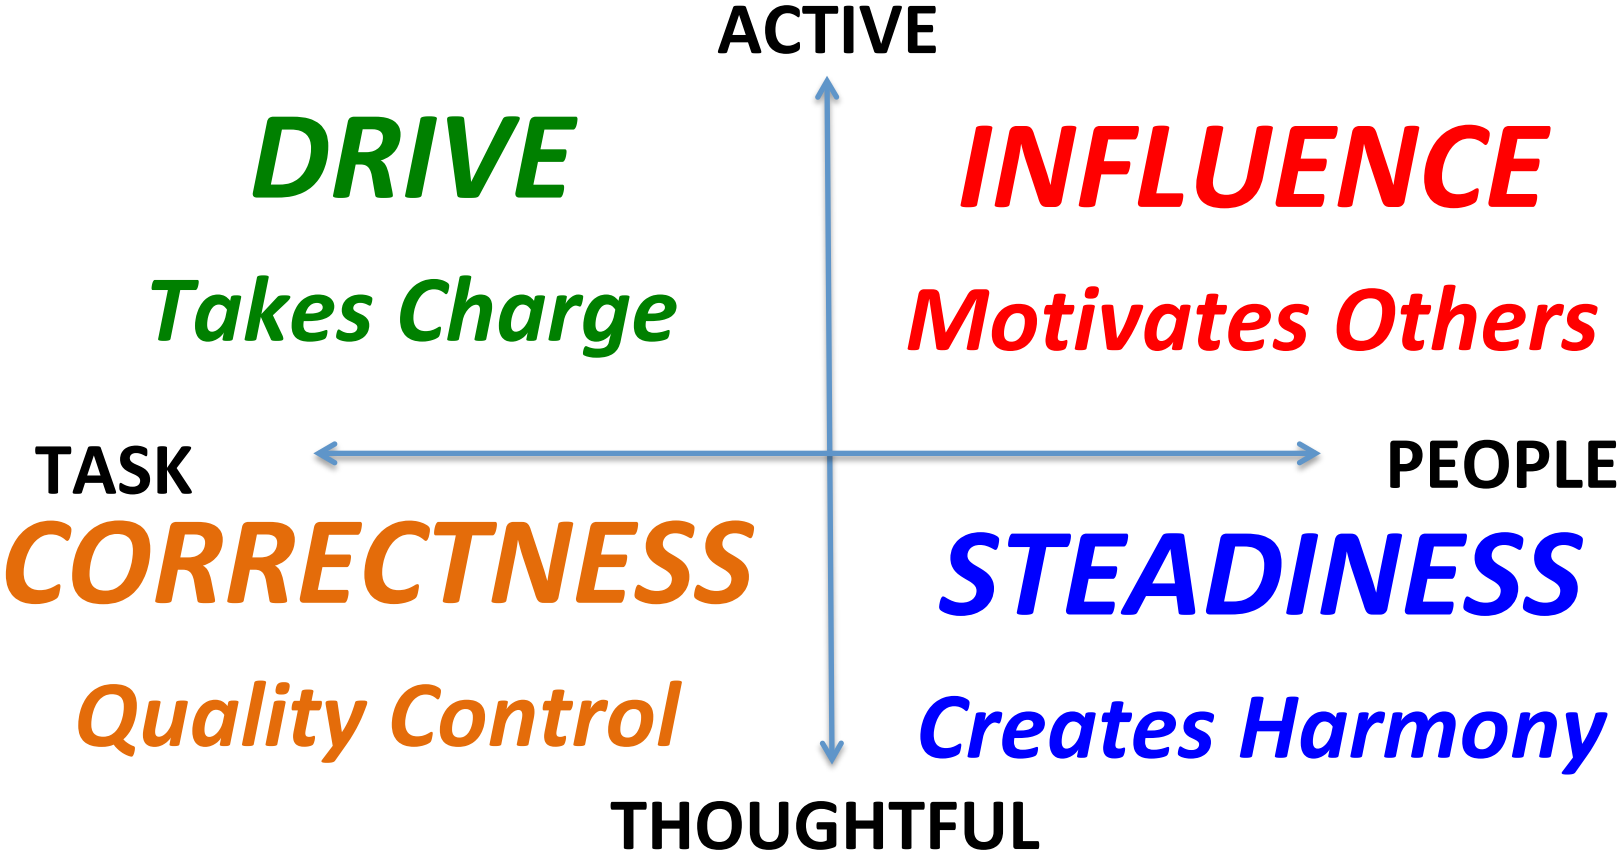 ACTIVE
DRIVE
Takes Charge
INFLUENCE
Motivates Others
TASK
PEOPLE
CORRECTNESS
Quality Control
STEADINESS
Creates Harmony
THOUGHTFUL